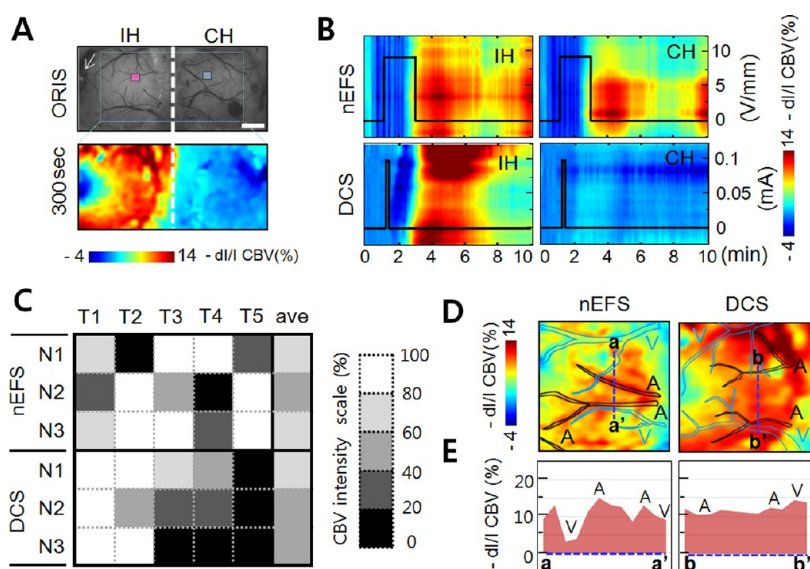 A
IH CH
ORIS
300 sec
- 4 14 - dI/I CBV(%)
B
nEFS
IH
CH
10
5
0
(V/mm)
DCS
IH
CH
0.1
0.05
0
(mA)
0 2 4 6 8 10
0 2 4 6 8 10 (min)
- 4 14 - dI/I CBV(%)
C
T1 T2 T3 T4 T5 ave
nEFS
N1
N2
N3
DCS
N1
N2
N3
CBV intensity scale (%)
100
80
60
40
20
0
D
nEFS DCS
- 4 14
- dI/I CBV(%)
a
V
A
A
a'
A
V
V
b
A
b'
A
V
E
- dI/I CBV (%)
20
10
0
V
A
A
V
a a'
A
A
V
b b'